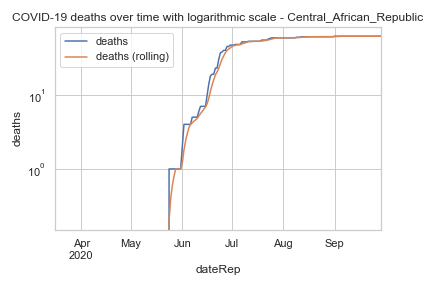 COVID-19 deaths over time with logarithmic scale - Central_African_Republic
deaths
deaths (rolling)
deaths
10¹
10⁰
Apr
2020
May
Jun
Jul
Aug
Sep
dateRep